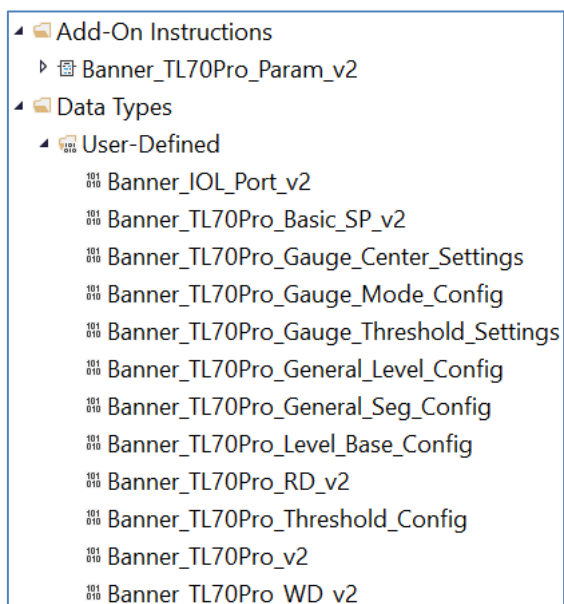 Add-On Instructions
Banner_TL70Pro_Param_v2
Data Types
User-Defined
Banner_IOL_Port_v2
Banner_TL70Pro_Basic_SP_v2
Banner_TL70Pro_Gauge_Center_Settings
Banner_TL70Pro_Gauge_Mode_Config
Banner_TL70Pro_Gauge_Threshold_Settings
Banner_TL70Pro_General_Level_Config
Banner_TL70Pro_General_Seg_Config
Banner_TL70Pro_Level_Base_Config
Banner_TL70Pro_RD_v2
Banner_TL70Pro_Threshold_Config
Banner_TL70Pro_v2
Banner_TL70Pro_WD_v2